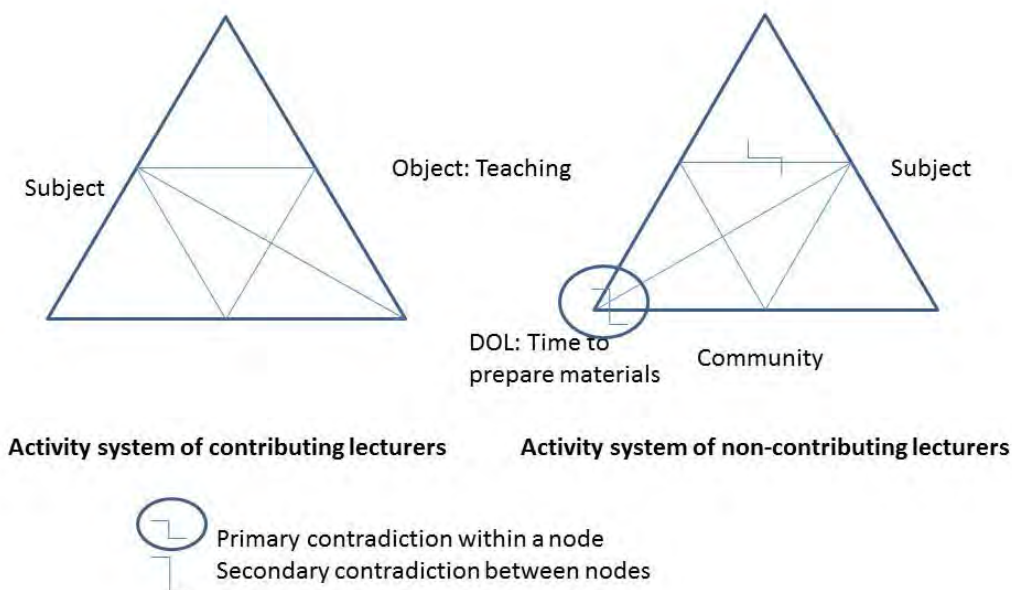 Subject
Object: Teaching
Subject
DOL: Time to
prepare materials
Community
Activity system of contributing lecturers
Activity system of non-contributing lecturers
Primary contradiction within a node
Secondary contradiction between nodes